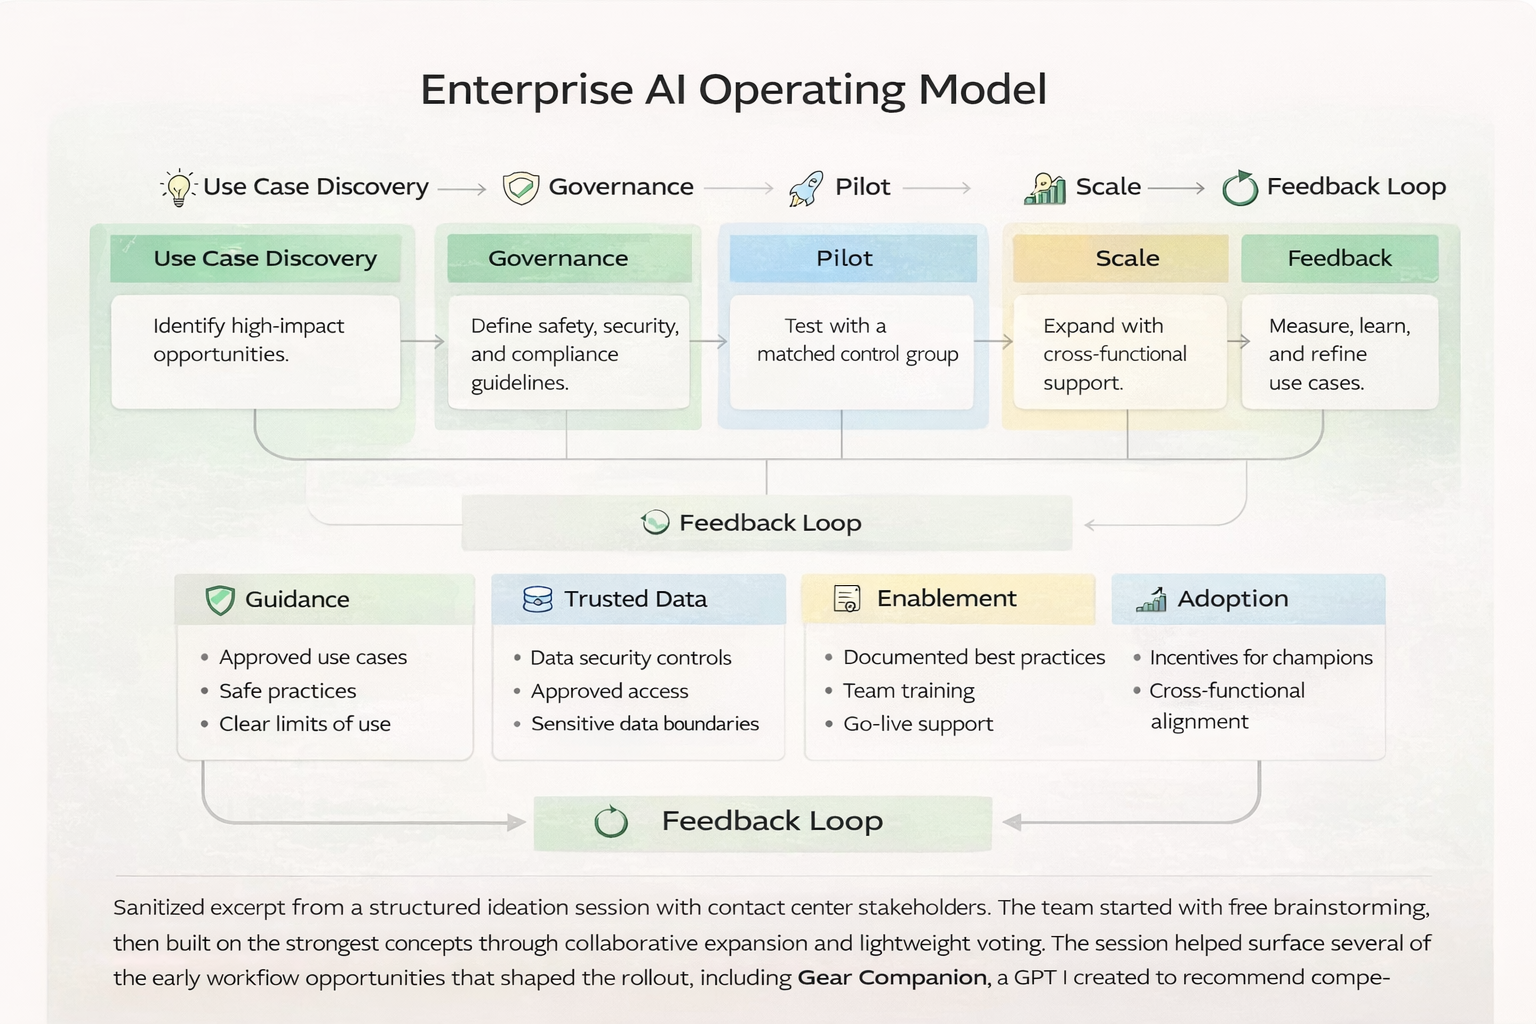 Enterprise AI Operating Model
Use Case Discovery
Governance
Pilot
Scale
Feedback Loop
Use Case Discovery
Identify high-impact
opportunities.
Governance
Define safety, security,
and compliance
guidelines.
Pilot
Test with a
matched control group
Scale
Expand with
cross-functional
support.
Feedback
Measure, learn,
and refine
use cases.
Feedback Loop
Guidance
• Approved use cases
• Safe practices
• Clear limits of use
Trusted Data
• Data security controls
• Approved access
• Sensitive data boundaries
Enablement
• Documented best practices
• Team training
• Go-live support
Adoption
• Incentives for champions
• Cross-functional
alignment
Feedback Loop
Sanitized excerpt from a structured ideation session with contact center stakeholders. The team started with free brainstorming,
then built on the strongest concepts through collaborative expansion and lightweight voting. The session helped surface several of
the early workflow opportunities that shaped the rollout, including Gear Companion, a GPT I created to recommend compe-